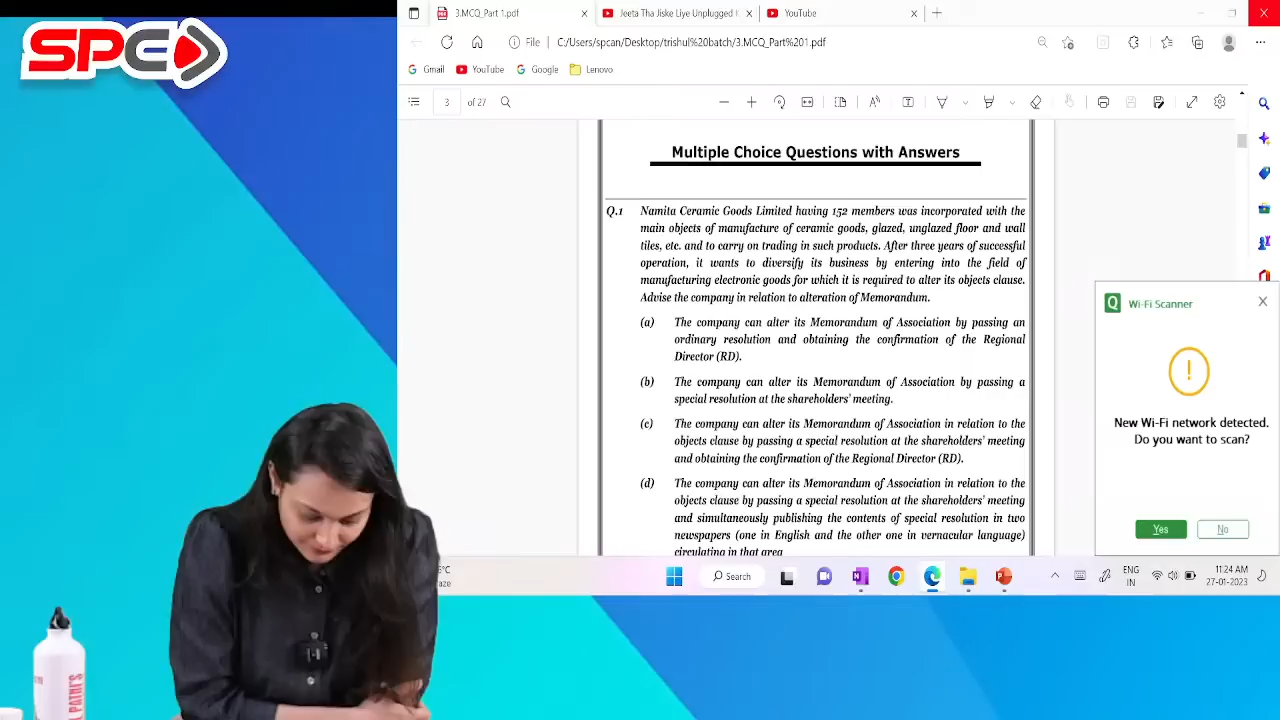 SPC
3.MCQ_Part 1.pdf
Jeeta Tha Jiske Liye Unplugged
YouTube
File
C:/Users/spcan/Desktop/trishul%20batch/3.MCQ_Part%201.pdf
Gmail
YouTube
Google
Lenovo
3
of 27
Multiple Choice Questions with Answers
Q.1 Namita Ceramic Goods Limited having 152 members was incorporated with the
main objects of manufacture of ceramic goods, glazed, unglazed floor and wall
tiles, etc. and to carry on trading in such products. After three years of successful
operation, it wants to diversify its business by entering into the field of
manufacturing electronic goods for which it is required to alter its objects clause.
Advise the company in relation to alteration of Memorandum.
(a) The company can alter its Memorandum of Association by passing an
ordinary resolution and obtaining the confirmation of the Regional
Director (RD).
(b) The company can alter its Memorandum of Association by passing a
special resolution at the shareholders' meeting.
(c) The company can alter its Memorandum of Association in relation to the
objects clause by passing a special resolution at the shareholders' meeting
and obtaining the confirmation of the Regional Director (RD).
(d) The company can alter its Memorandum of Association in relation to the
objects clause by passing a special resolution at the shareholders' meeting
and simultaneously publishing the contents of special resolution in two
newspapers (one in English and the other one in vernacular language)
circulating in that area
Wi-Fi Scanner
New Wi-Fi network detected.
Do you want to scan?
Yes
No
Search
ENG
IN
11:24 AM
27-01-2023
PATNI'S